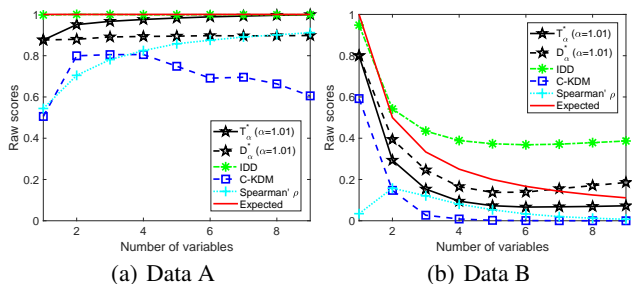 Raw scores
1
0.8
0.6
0.4
0.2
0
2 4 6 8
Number of variables
T*α (α=1.01)
D*α (α=1.01)
IDD
C-KDM
Spearman' ρ
Expected
(a) Data A
Raw scores
1
0.8
0.6
0.4
0.2
0
2 4 6 8
Number of variables
T*α (α=1.01)
D*α (α=1.01)
IDD
C-KDM
Spearman' ρ
Expected
(b) Data B